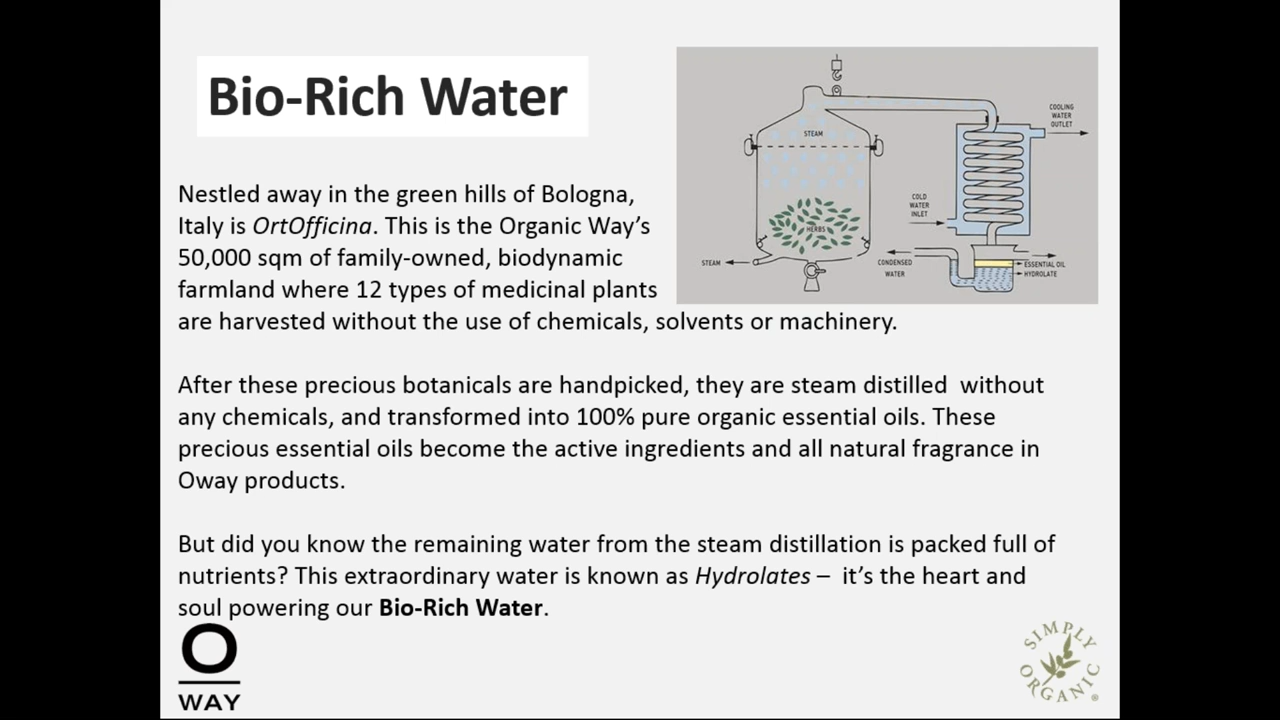 Bio-Rich Water
Nestled away in the green hills of Bologna,
Italy is OrtOfficina. This is the Organic Way's
50,000 sqm of family-owned, biodynamic
farmland where 12 types of medicinal plants
are harvested without the use of chemicals, solvents or machinery.
After these precious botanicals are handpicked, they are steam distilled  without
any chemicals, and transformed into 100% pure organic essential oils. These
precious essential oils become the active ingredients and all natural fragrance in
Oway products.
But did you know the remaining water from the steam distillation is packed full of
nutrients? This extraordinary water is known as Hydrolates –  it's the heart and
soul powering our Bio-Rich Water.
STEAM
HERBS
STEAM
COOLING
WATER
OUTLET
COLD
WATER
INLET
CONDENSED
WATER
ESSENTIAL OIL
HYDROLATE
O
WAY
SIMPLY
ORGANIC®